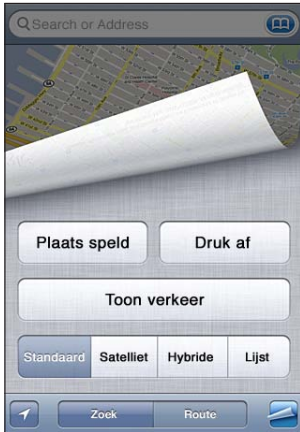 Search or Address
Plaats speld
Druk af
Toon verkeer
Standaard Satelliet Hybride Lijst
Zoek Route